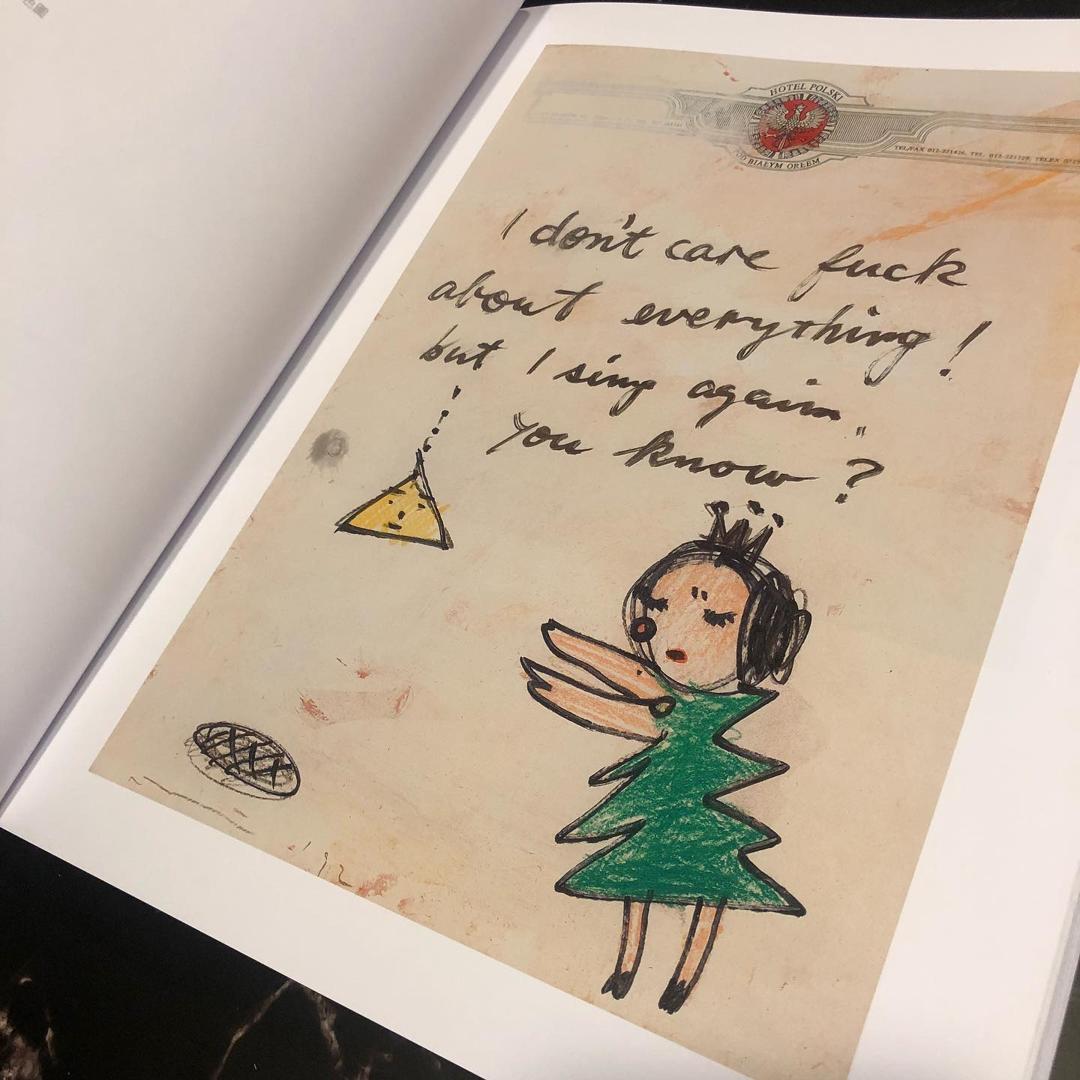 HOTEL POLSKI
POD BIAŁYM ORŁEM
TEL/FAX 012-221426, TEL. 012-221129, TELEX
I don't care fuck
about everything!
but I sing again"
you know?